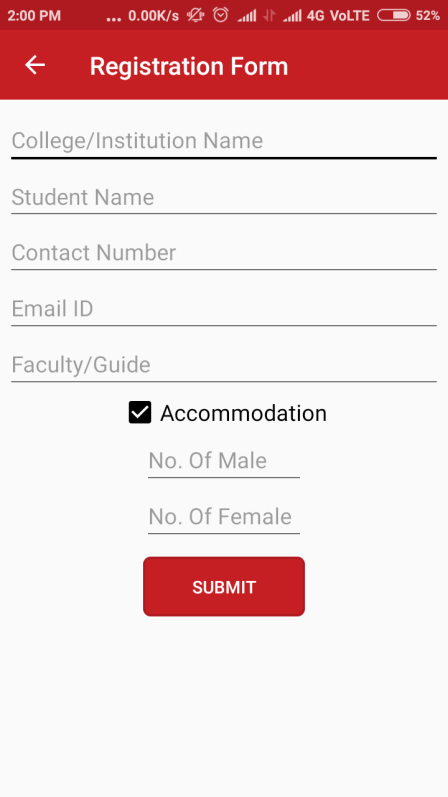 2:00 PM ... 0.00K/s 4G VoLTE 52%
Registration Form
College/Institution Name
Student Name
Contact Number
Email ID
Faculty/Guide
Accommodation
No. Of Male
No. Of Female
SUBMIT